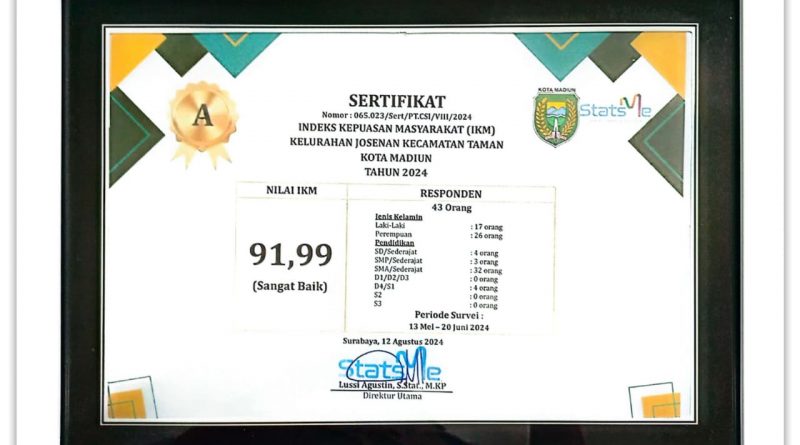 A
KOTA MADIUN
StatsMe
SERTIFIKAT
Nomor : 065.023/Sert/PT.CSI/VIII/2024
INDEKS KEPUASAN MASYARAKAT (IKM)
KELURAHAN JOSENAN KECAMATAN TAMAN
KOTA MADIUN
TAHUN 2024
NILAI IKM
91,99
(Sangat Baik)
RESPONDEN
43 Orang
Jenis Kelamin
Laki-Laki : 17 orang
Perempuan : 26 orang
Pendidikan
SD/Sederajat : 4 orang
SMP/Sederajat : 3 orang
SMA/Sederajat : 32 orang
D1/D2/D3 : 0 orang
D4/S1 : 4 orang
S2 : 0 orang
S3 : 0 orang
Periode Survei :
13 Mei – 20 Juni 2024
Surabaya, 12 Agustus 2024
StatsMe
Lussi Agustin, S.Stat., M.KP
Direktur Utama